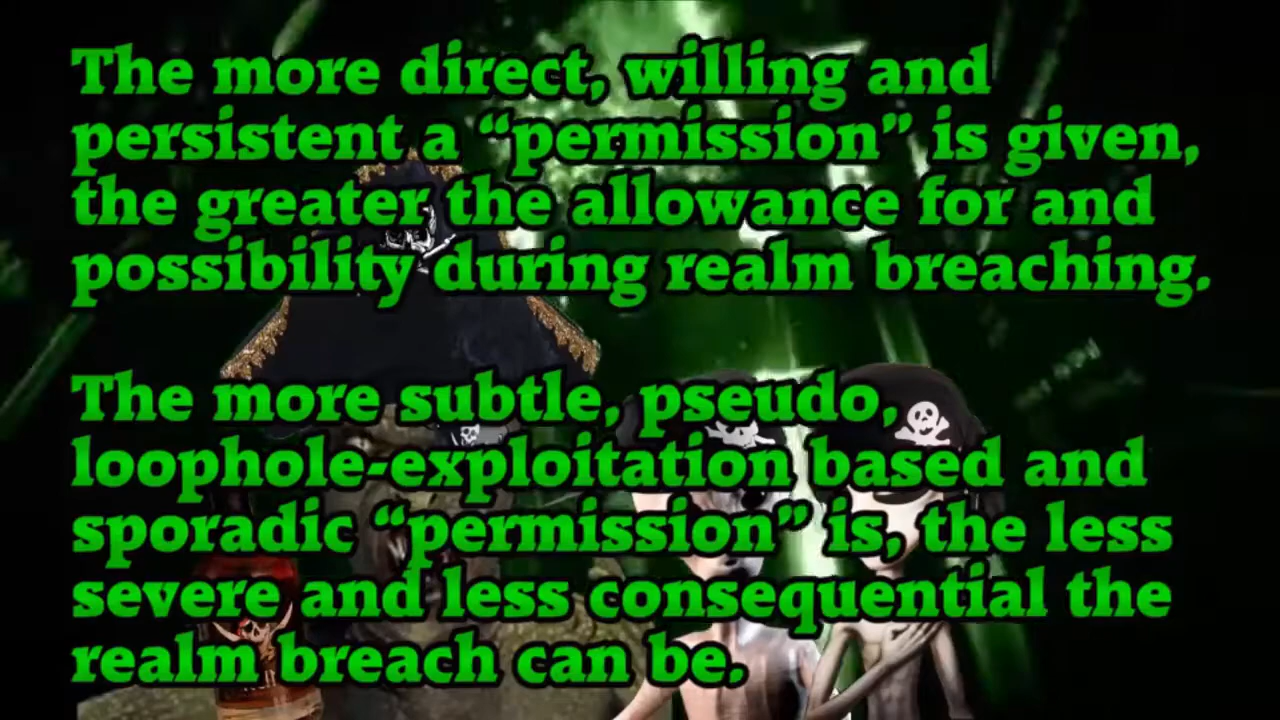 The more direct, willing and
persistent a “permission” is given,
the greater the allowance for and
possibility during realm breaching.
The more subtle, pseudo,
loophole-exploitation based and
sporadic “permission” is, the less
severe and less consequential the
realm breach can be.